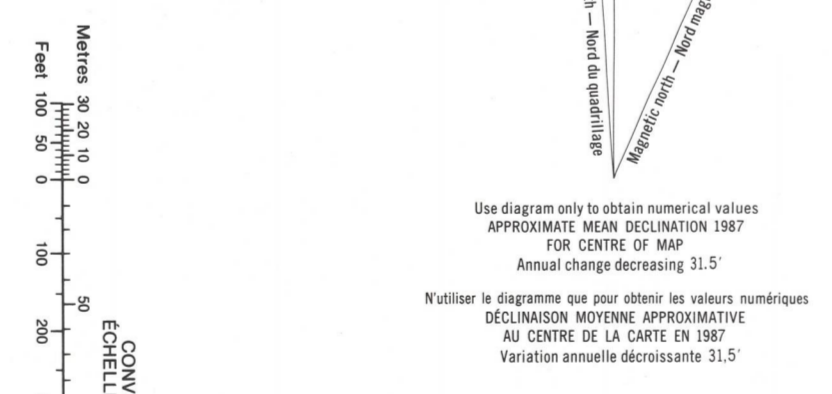 Metres 30 20 10 0 50
Feet 100 50 0 100 200
— Nord du quadrillage
Magnetic north — Nord
Use diagram only to obtain numerical values
APPROXIMATE MEAN DECLINATION 1987
FOR CENTRE OF MAP
Annual change decreasing 31.5′
N'utiliser le diagramme que pour obtenir les valeurs numériques
DÉCLINAISON MOYENNE APPROXIMATIVE
AU CENTRE DE LA CARTE EN 1987
Variation annuelle décroissante 31,5′